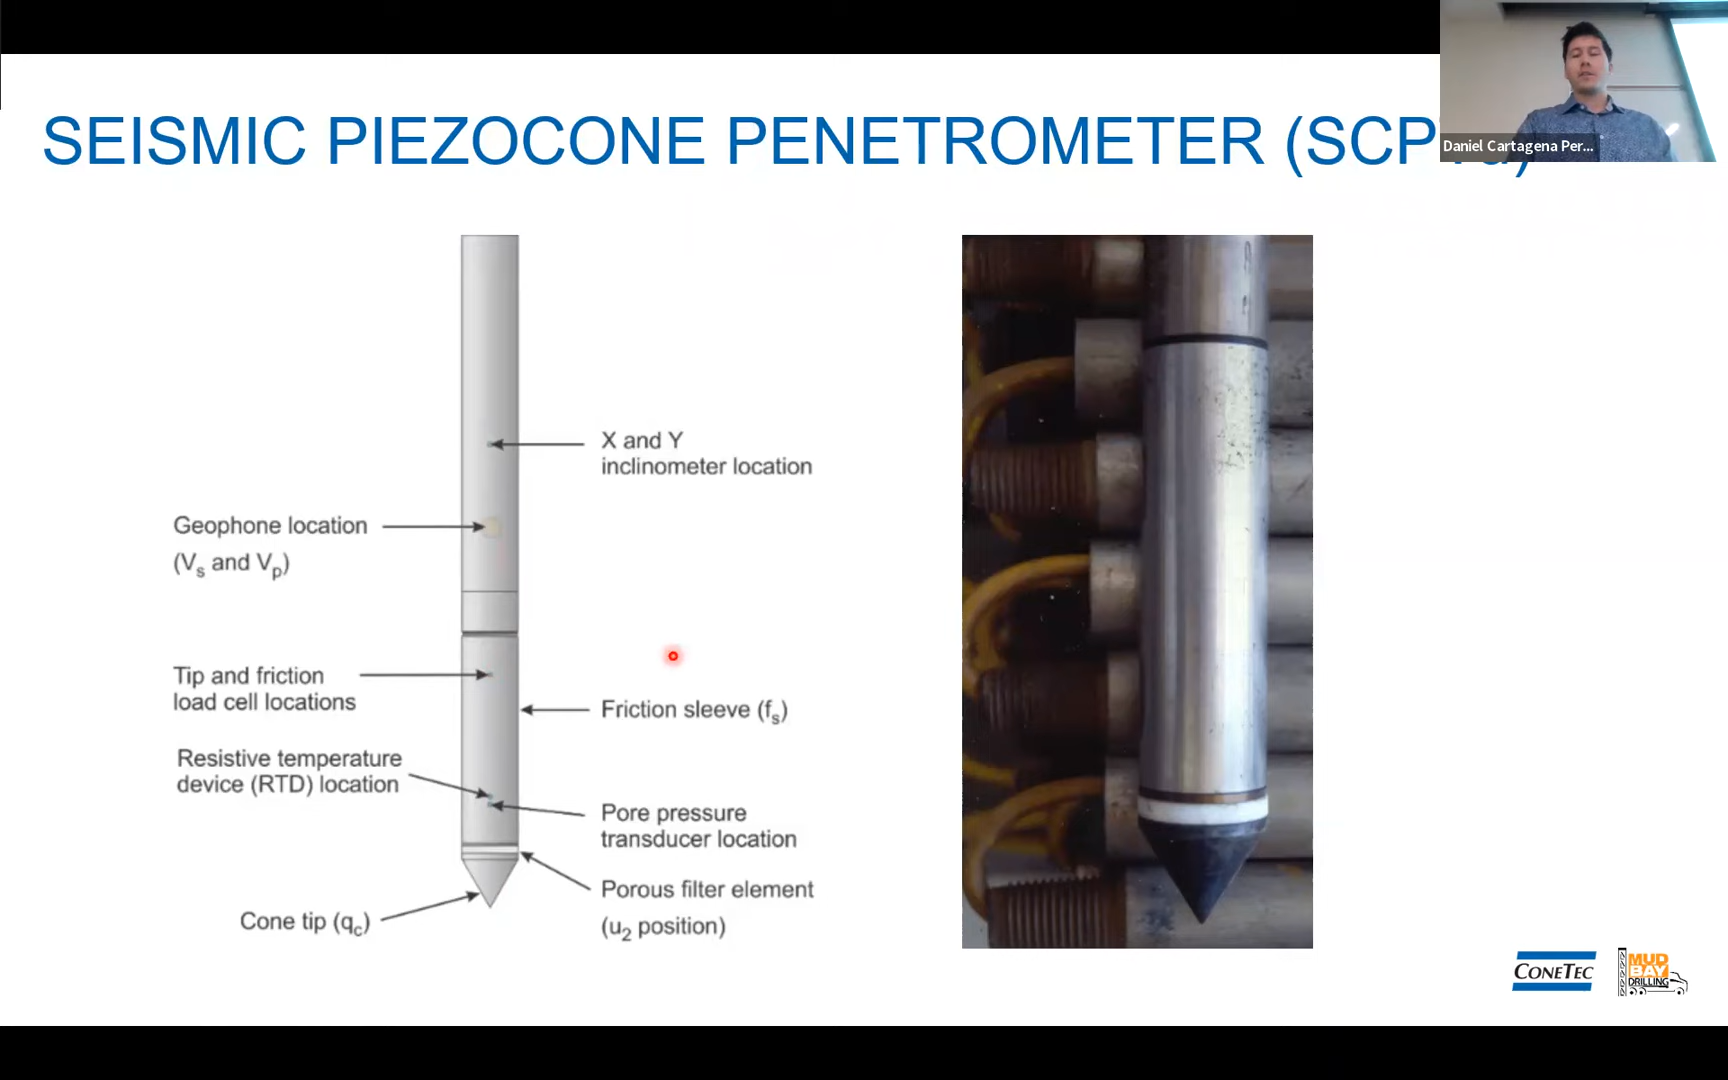 SEISMIC PIEZOCONE PENETROMETER (SCP
Daniel Cartagena Per...
X and Y
inclinometer location
Geophone location
(Vs and Vp)
Tip and friction
load cell locations
Friction sleeve (fs)
Resistive temperature
device (RTD) location
Pore pressure
transducer location
Porous filter element
(u2 position)
Cone tip (qc)
CONETEC
MUD
BAY
DRILLING